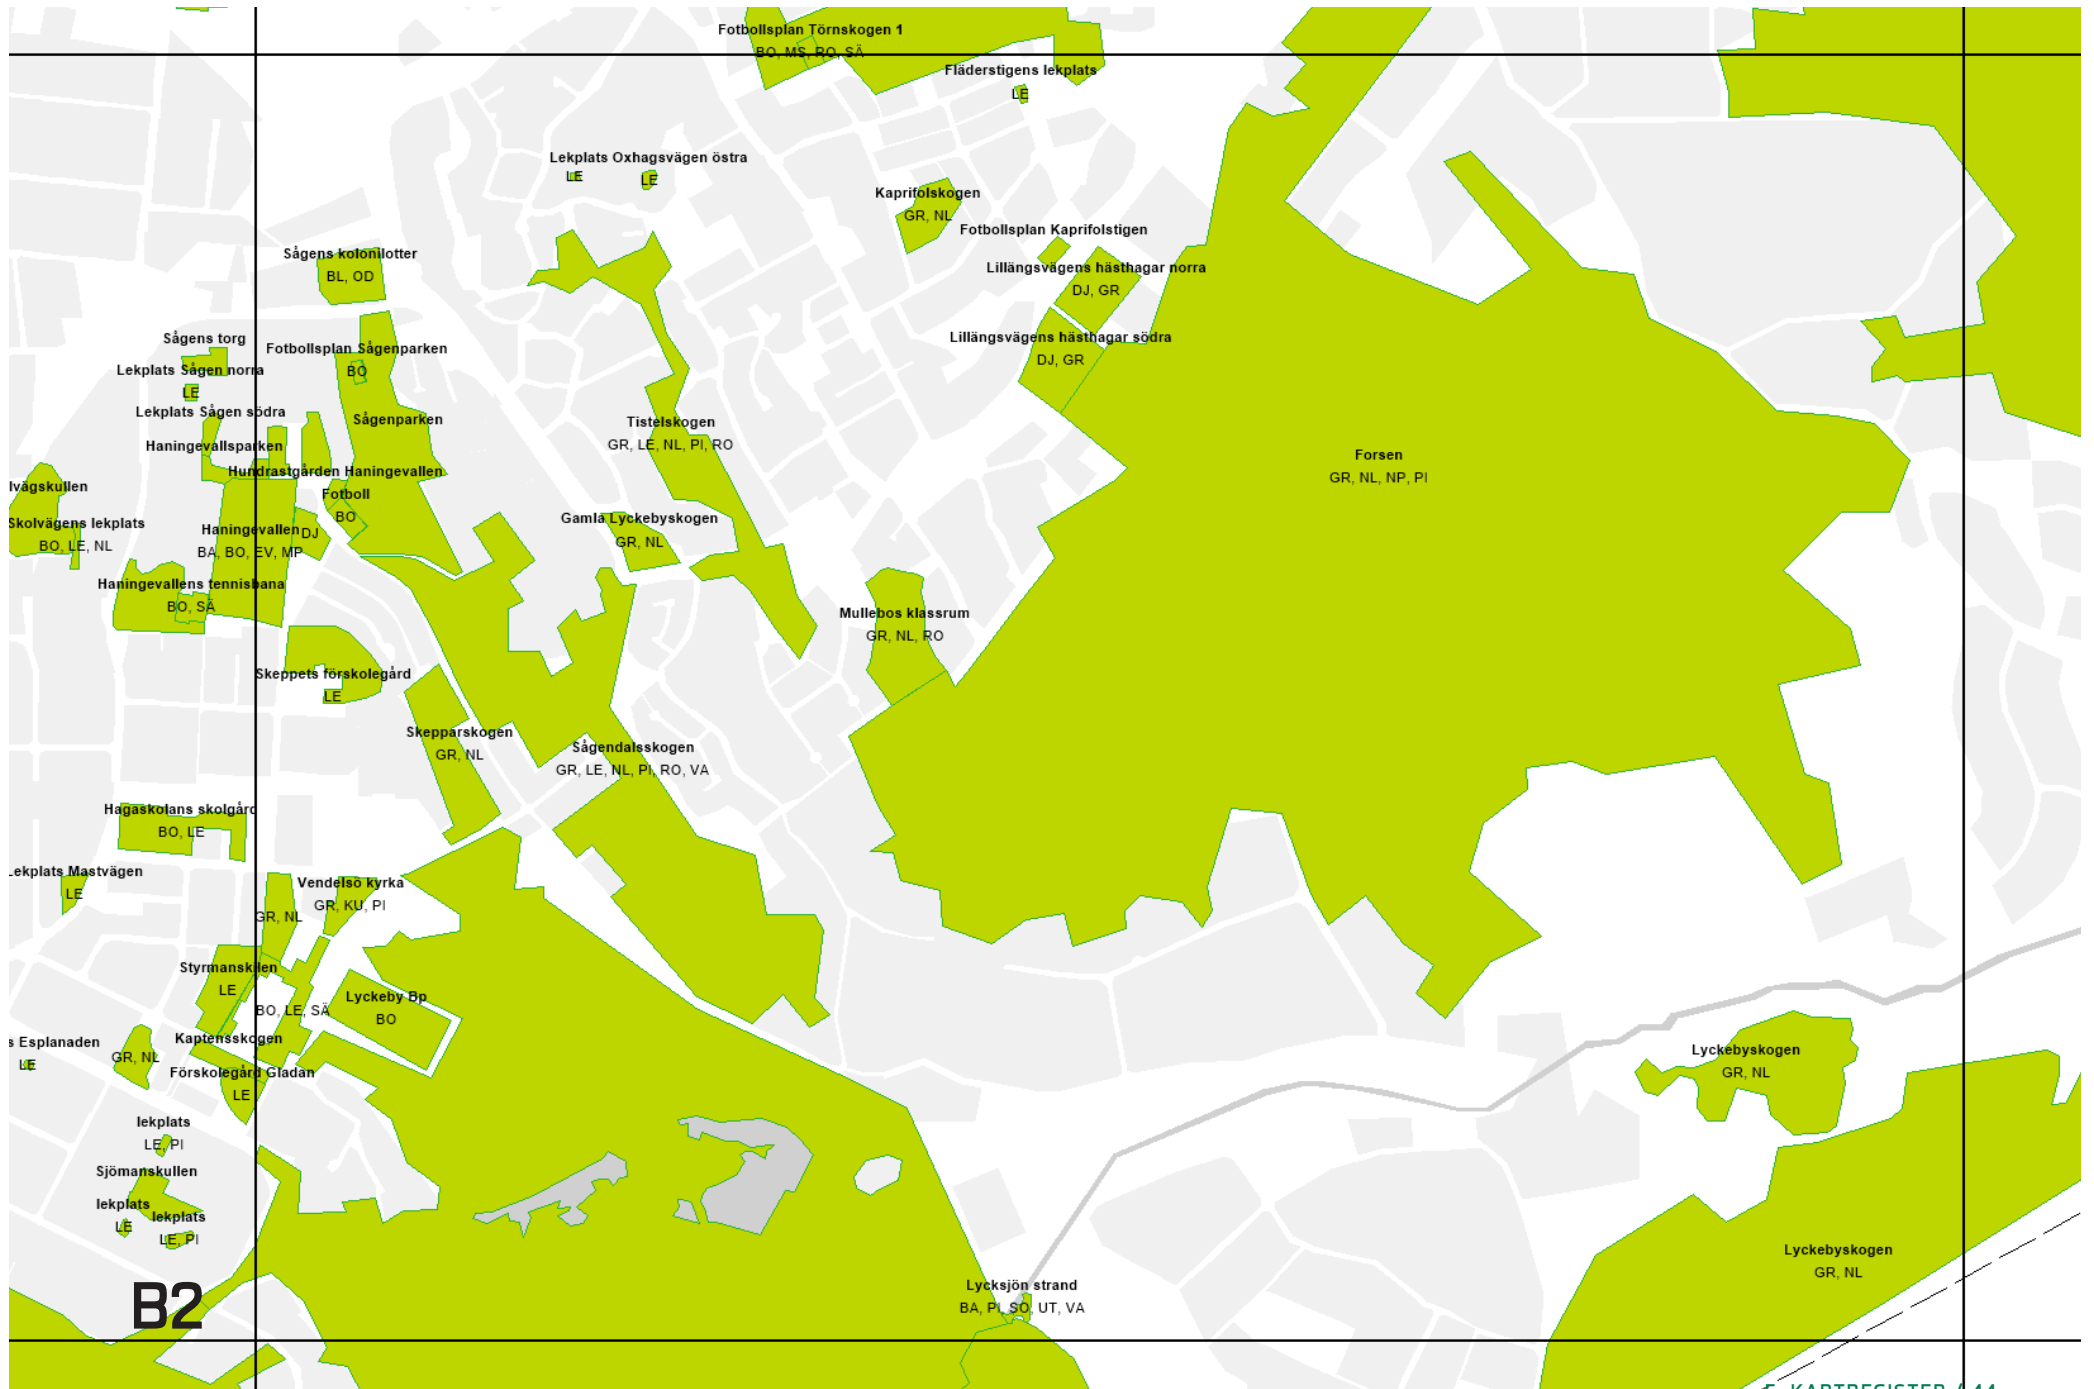 Fotbollsplan Törnskogen 1
BO, MS, RO, SÄ
Fläderstigens lekplats
LE
Lekplats Oxhagsvägen östra
LE
LE
Kaprifolskogen
GR, NL
Fotbollsplan Kaprifolstigen
Lillängsvägens hästhagar norra
DJ, GR
Lillängsvägens hästhagar södra
DJ, GR
Sågens kolonilotter
BL, OD
Sågens torg
Fotbollsplan Sågenparken
BO
Lekplats Sågen norra
LE
Lekplats Sågen södra
Sågenparken
Haningevallsparken
Hundrastgården Haningevallen
Tistelskogen
GR, LE, NL, PI, RO
Forsen
GR, NL, NP, PI
lvägskullen
Fotboll
BO
Skolvägens lekplats
BO, LE, NL
Haningevallen
BA, BO, EV, MP
DJ
Gamla Lyckebyskogen
GR, NL
Haningevallens tennisbana
BO, SÄ
Mullebos klassrum
GR, NL, RO
Skeppets förskolegård
LE
Skepparskogen
GR, NL
Sågendalsskogen
GR, LE, NL, PI, RO, VA
Hagaskolans skolgård
BO, LE
Lekplats Mastvägen
LE
Vendelsö kyrka
GR, KU, PI
GR, NL
Styrmanskilen
LE
BO, LE, SÄ
Lyckeby Bp
BO
s Esplanaden
LE
Kaptensskogen
GR, NL
Förskolegård Gladan
LE
Lyckebyskogen
GR, NL
lekplats
LE, PI
Sjömanskullen
lekplats
LE
lekplats
LE, PI
Lyckebyskogen
GR, NL
Lycksjön strand
BA, PI, SO, UT, VA
B2
5. KARTREGISTER / 44